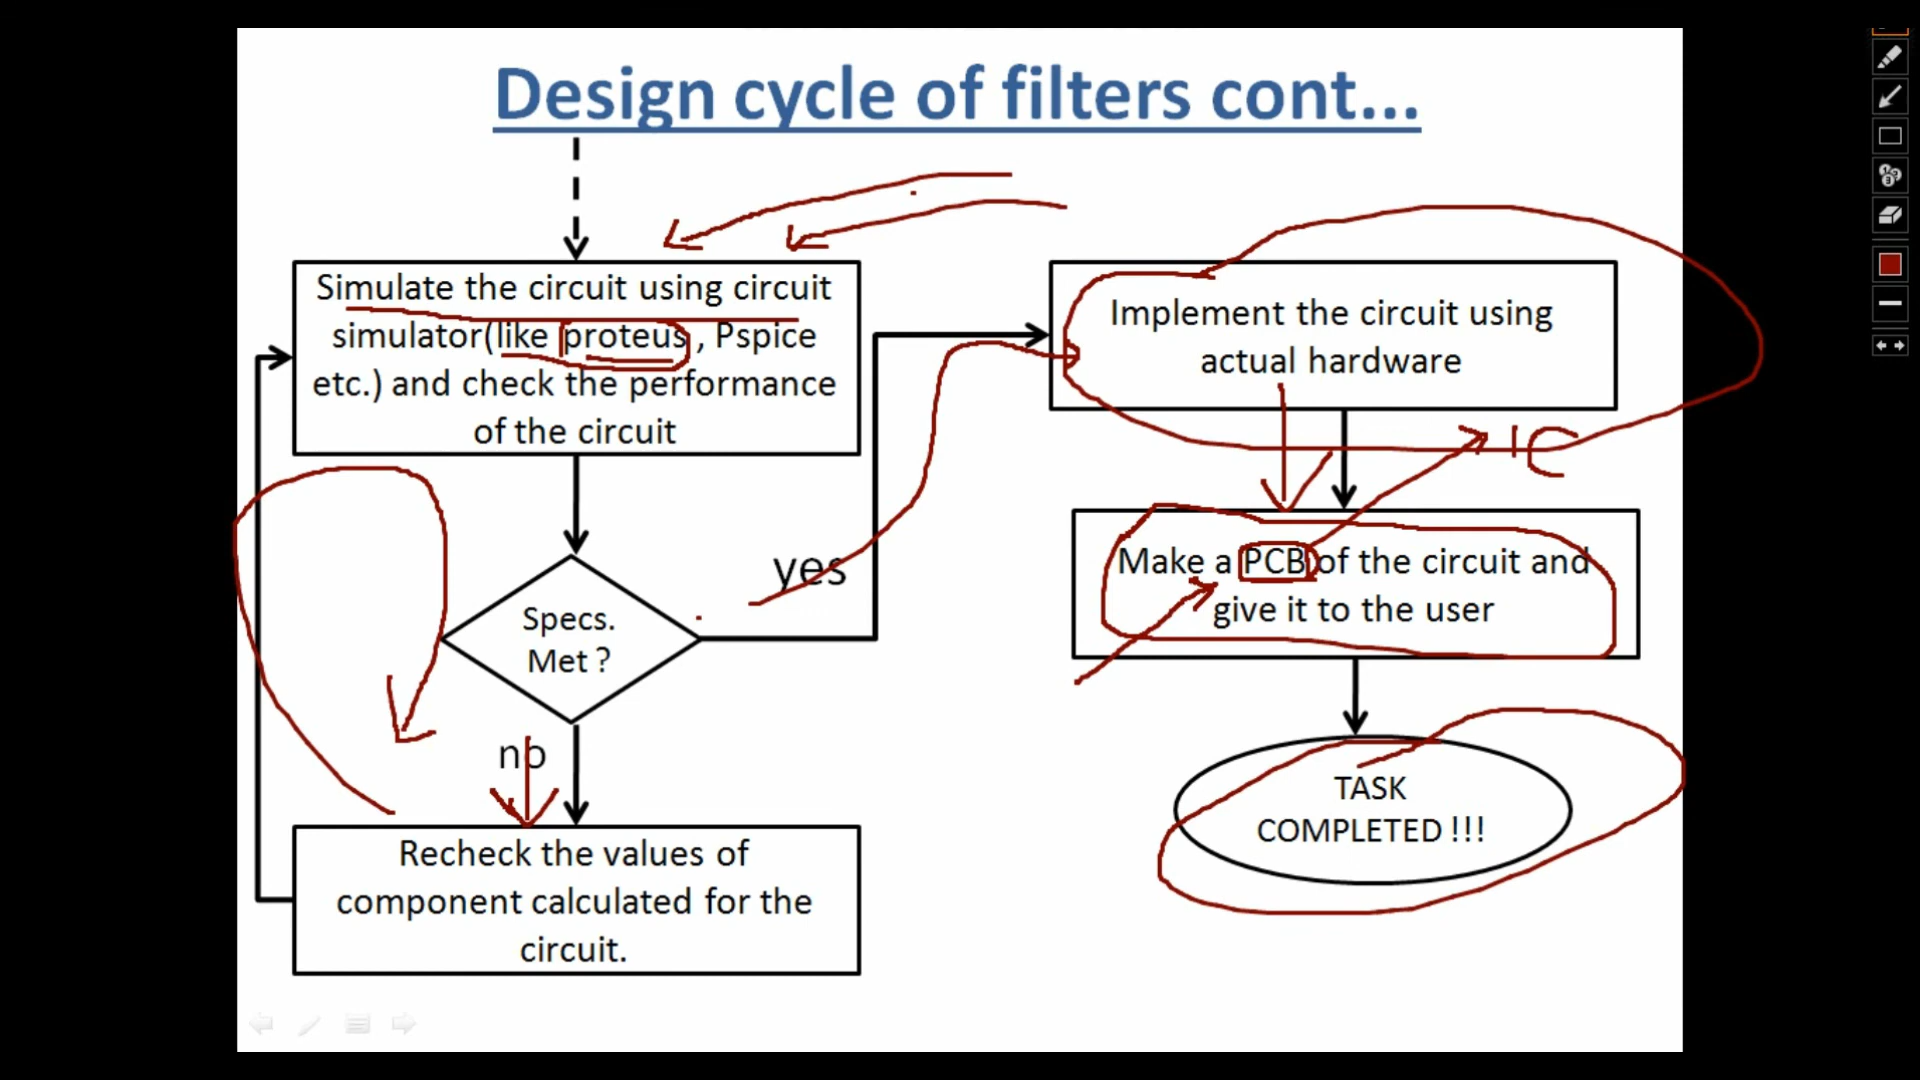 Design cycle of filters cont...
Simulate the circuit using circuit
simulator(like proteus , Pspice
etc.) and check the performance
of the circuit
Specs.
Met ?
yes
no
Recheck the values of
component calculated for the
circuit.
Implement the circuit using
actual hardware
IC
Make a PCB of the circuit and
give it to the user
TASK
COMPLETED !!!